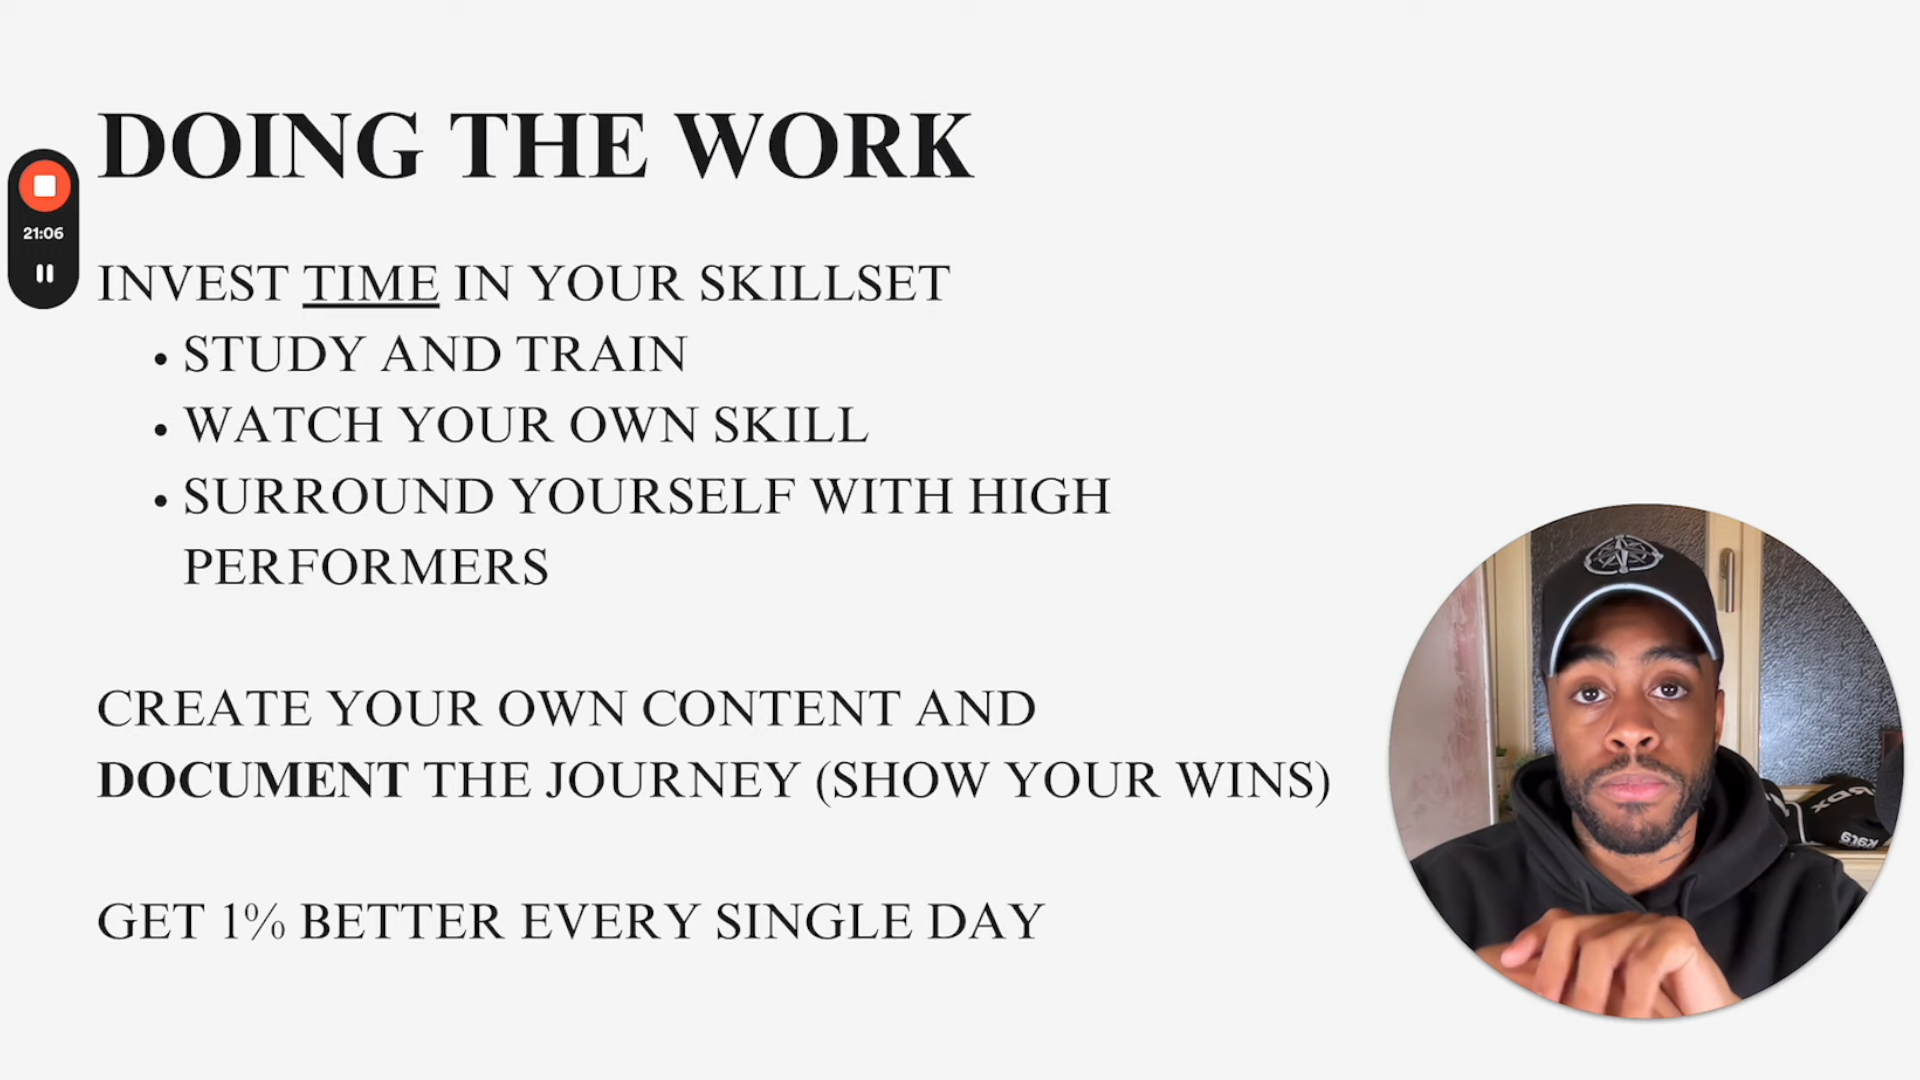 DOING THE WORK
21:06
INVEST TIME IN YOUR SKILLSET
• STUDY AND TRAIN
• WATCH YOUR OWN SKILL
• SURROUND YOURSELF WITH HIGH
PERFORMERS
CREATE YOUR OWN CONTENT AND
DOCUMENT THE JOURNEY (SHOW YOUR WINS)
GET 1% BETTER EVERY SINGLE DAY